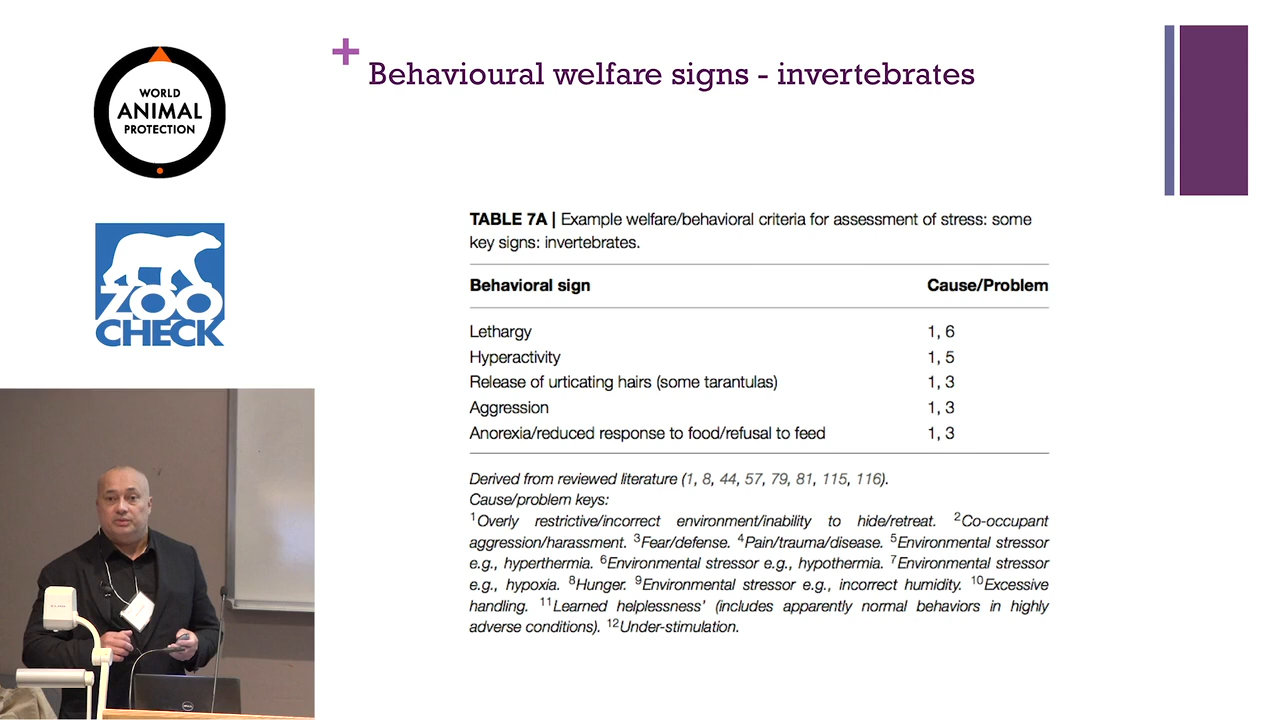 WORLD
ANIMAL
PROTECTION
ZOO
CHECK
+
Behavioural welfare signs - invertebrates
TABLE 7A | Example welfare/behavioral criteria for assessment of stress: some
key signs: invertebrates.
Behavioral sign Cause/Problem
Lethargy 1, 6
Hyperactivity 1, 5
Release of urticating hairs (some tarantulas) 1, 3
Aggression 1, 3
Anorexia/reduced response to food/refusal to feed 1, 3
Derived from reviewed literature (1, 8, 44, 57, 79, 81, 115, 116).
Cause/problem keys:
¹Overly restrictive/incorrect environment/inability to hide/retreat. ²Co-occupant
aggression/harassment. ³Fear/defense. ⁴Pain/trauma/disease. ⁵Environmental stressor
e.g., hyperthermia. ⁶Environmental stressor e.g., hypothermia. ⁷Environmental stressor
e.g., hypoxia. ⁸Hunger. ⁹Environmental stressor e.g., incorrect humidity. ¹⁰Excessive
handling. ¹¹Learned helplessness’ (includes apparently normal behaviors in highly
adverse conditions). ¹²Under-stimulation.
DELL